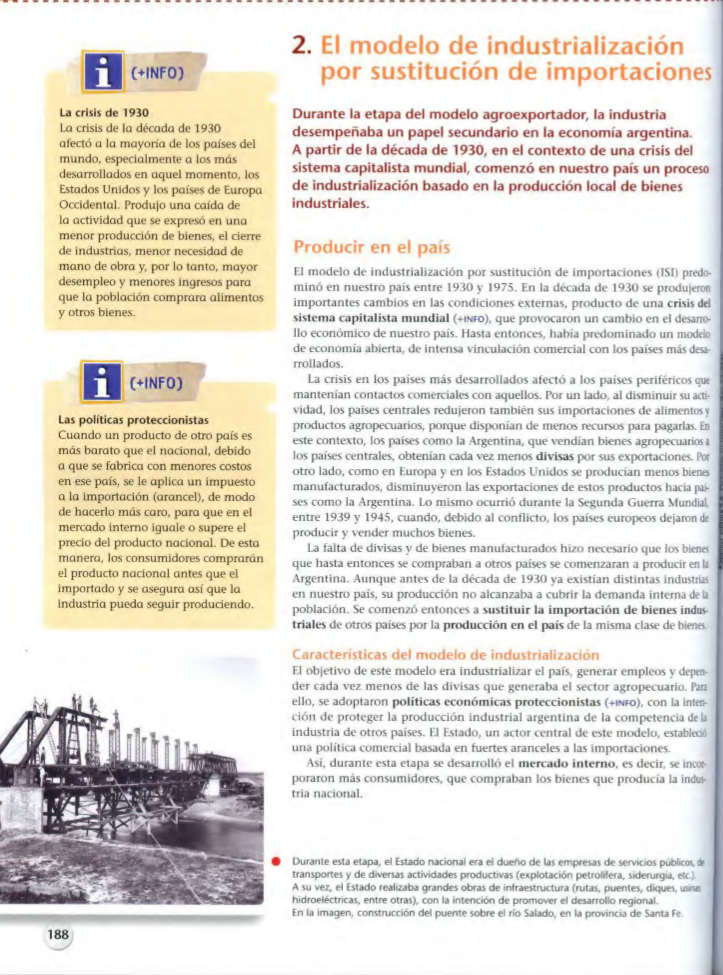 (+INFO)
La crisis de 1930
La crisis de la década de 1930
afectó a la mayoría de los países del
mundo, especialmente a los más
desarrollados en aquel momento, los
Estados Unidos y los países de Europa
Occidental. Produjo una caída de
la actividad que se expresó en una
menor producción de bienes, el cierre
de industrias, menor necesidad de
mano de obra y, por lo tanto, mayor
desempleo y menores ingresos para
que la población comprara alimentos
y otros bienes.
(+INFO)
Las políticas proteccionistas
Cuando un producto de otro país es
más barato que el nacional, debido
a que se fabrica con menores costos
en ese país, se le aplica un impuesto
a la importación (arancel), de modo
de hacerlo más caro, para que en el
mercado interno iguale o supere el
precio del producto nacional. De esta
manera, los consumidores comprarán
el producto nacional antes que el
importado y se asegura así que la
industria pueda seguir produciendo.
2. El modelo de industrialización
por sustitución de importaciones
Durante la etapa del modelo agroexportador, la industria
desempeñaba un papel secundario en la economía argentina.
A partir de la década de 1930, en el contexto de una crisis del
sistema capitalista mundial, comenzó en nuestro país un proceso
de industrialización basado en la producción local de bienes
industriales.
Producir en el país
El modelo de industrialización por sustitución de importaciones (ISI) predo-
minó en nuestro país entre 1930 y 1975. En la década de 1930 se produjeron
importantes cambios en las condiciones externas, producto de una crisis del
sistema capitalista mundial (+INFO), que provocaron un cambio en el desarro-
llo económico de nuestro país. Hasta entonces, había predominado un modelo
de economía abierta, de intensa vinculación comercial con los países más desa-
rrollados.
La crisis en los países más desarrollados afectó a los países periféricos que
mantenían contactos comerciales con aquellos. Por un lado, al disminuir su acti-
vidad, los países centrales redujeron también sus importaciones de alimentos y
productos agropecuarios, porque disponían de menos recursos para pagarlas. En
este contexto, los países como la Argentina, que vendían bienes agropecuarios a
los países centrales, obtenían cada vez menos divisas por sus exportaciones. Por
otro lado, como en Europa y en los Estados Unidos se producían menos bienes
manufacturados, disminuyeron las exportaciones de estos productos hacia paí-
ses como la Argentina. Lo mismo ocurrió durante la Segunda Guerra Mundial,
entre 1939 y 1945, cuando, debido al conflicto, los países europeos dejaron de
producir y vender muchos bienes.
La falta de divisas y de bienes manufacturados hizo necesario que los bienes
que hasta entonces se compraban a otros países se comenzaran a producir en la
Argentina. Aunque antes de la década de 1930 ya existían distintas industrias
en nuestro país, su producción no alcanzaba a cubrir la demanda interna de la
población. Se comenzó entonces a sustituir la importación de bienes indus-
triales de otros países por la producción en el país de la misma clase de bienes.
Características del modelo de industrialización
El objetivo de este modelo era industrializar el país, generar empleos y depen-
der cada vez menos de las divisas que generaba el sector agropecuario. Para
ello, se adoptaron políticas económicas proteccionistas (+INFO), con la inten-
ción de proteger la producción industrial argentina de la competencia de la
industria de otros países. El Estado, un actor central de este modelo, estableció
una política comercial basada en fuertes aranceles a las importaciones.
Así, durante esta etapa se desarrolló el mercado interno, es decir, se incor-
poraron más consumidores, que compraban los bienes que producía la indus-
tria nacional.
Durante esta etapa, el Estado nacional era el dueño de las empresas de servicios públicos, de
transportes y de diversas actividades productivas (explotación petrolífera, siderurgia, etc.).
A su vez, el Estado realizaba grandes obras de infraestructura (rutas, puentes, diques, usinas
hidroeléctricas, entre otras), con la intención de promover el desarrollo regional.
En la imagen, construcción del puente sobre el río Salado, en la provincia de Santa Fe.
188